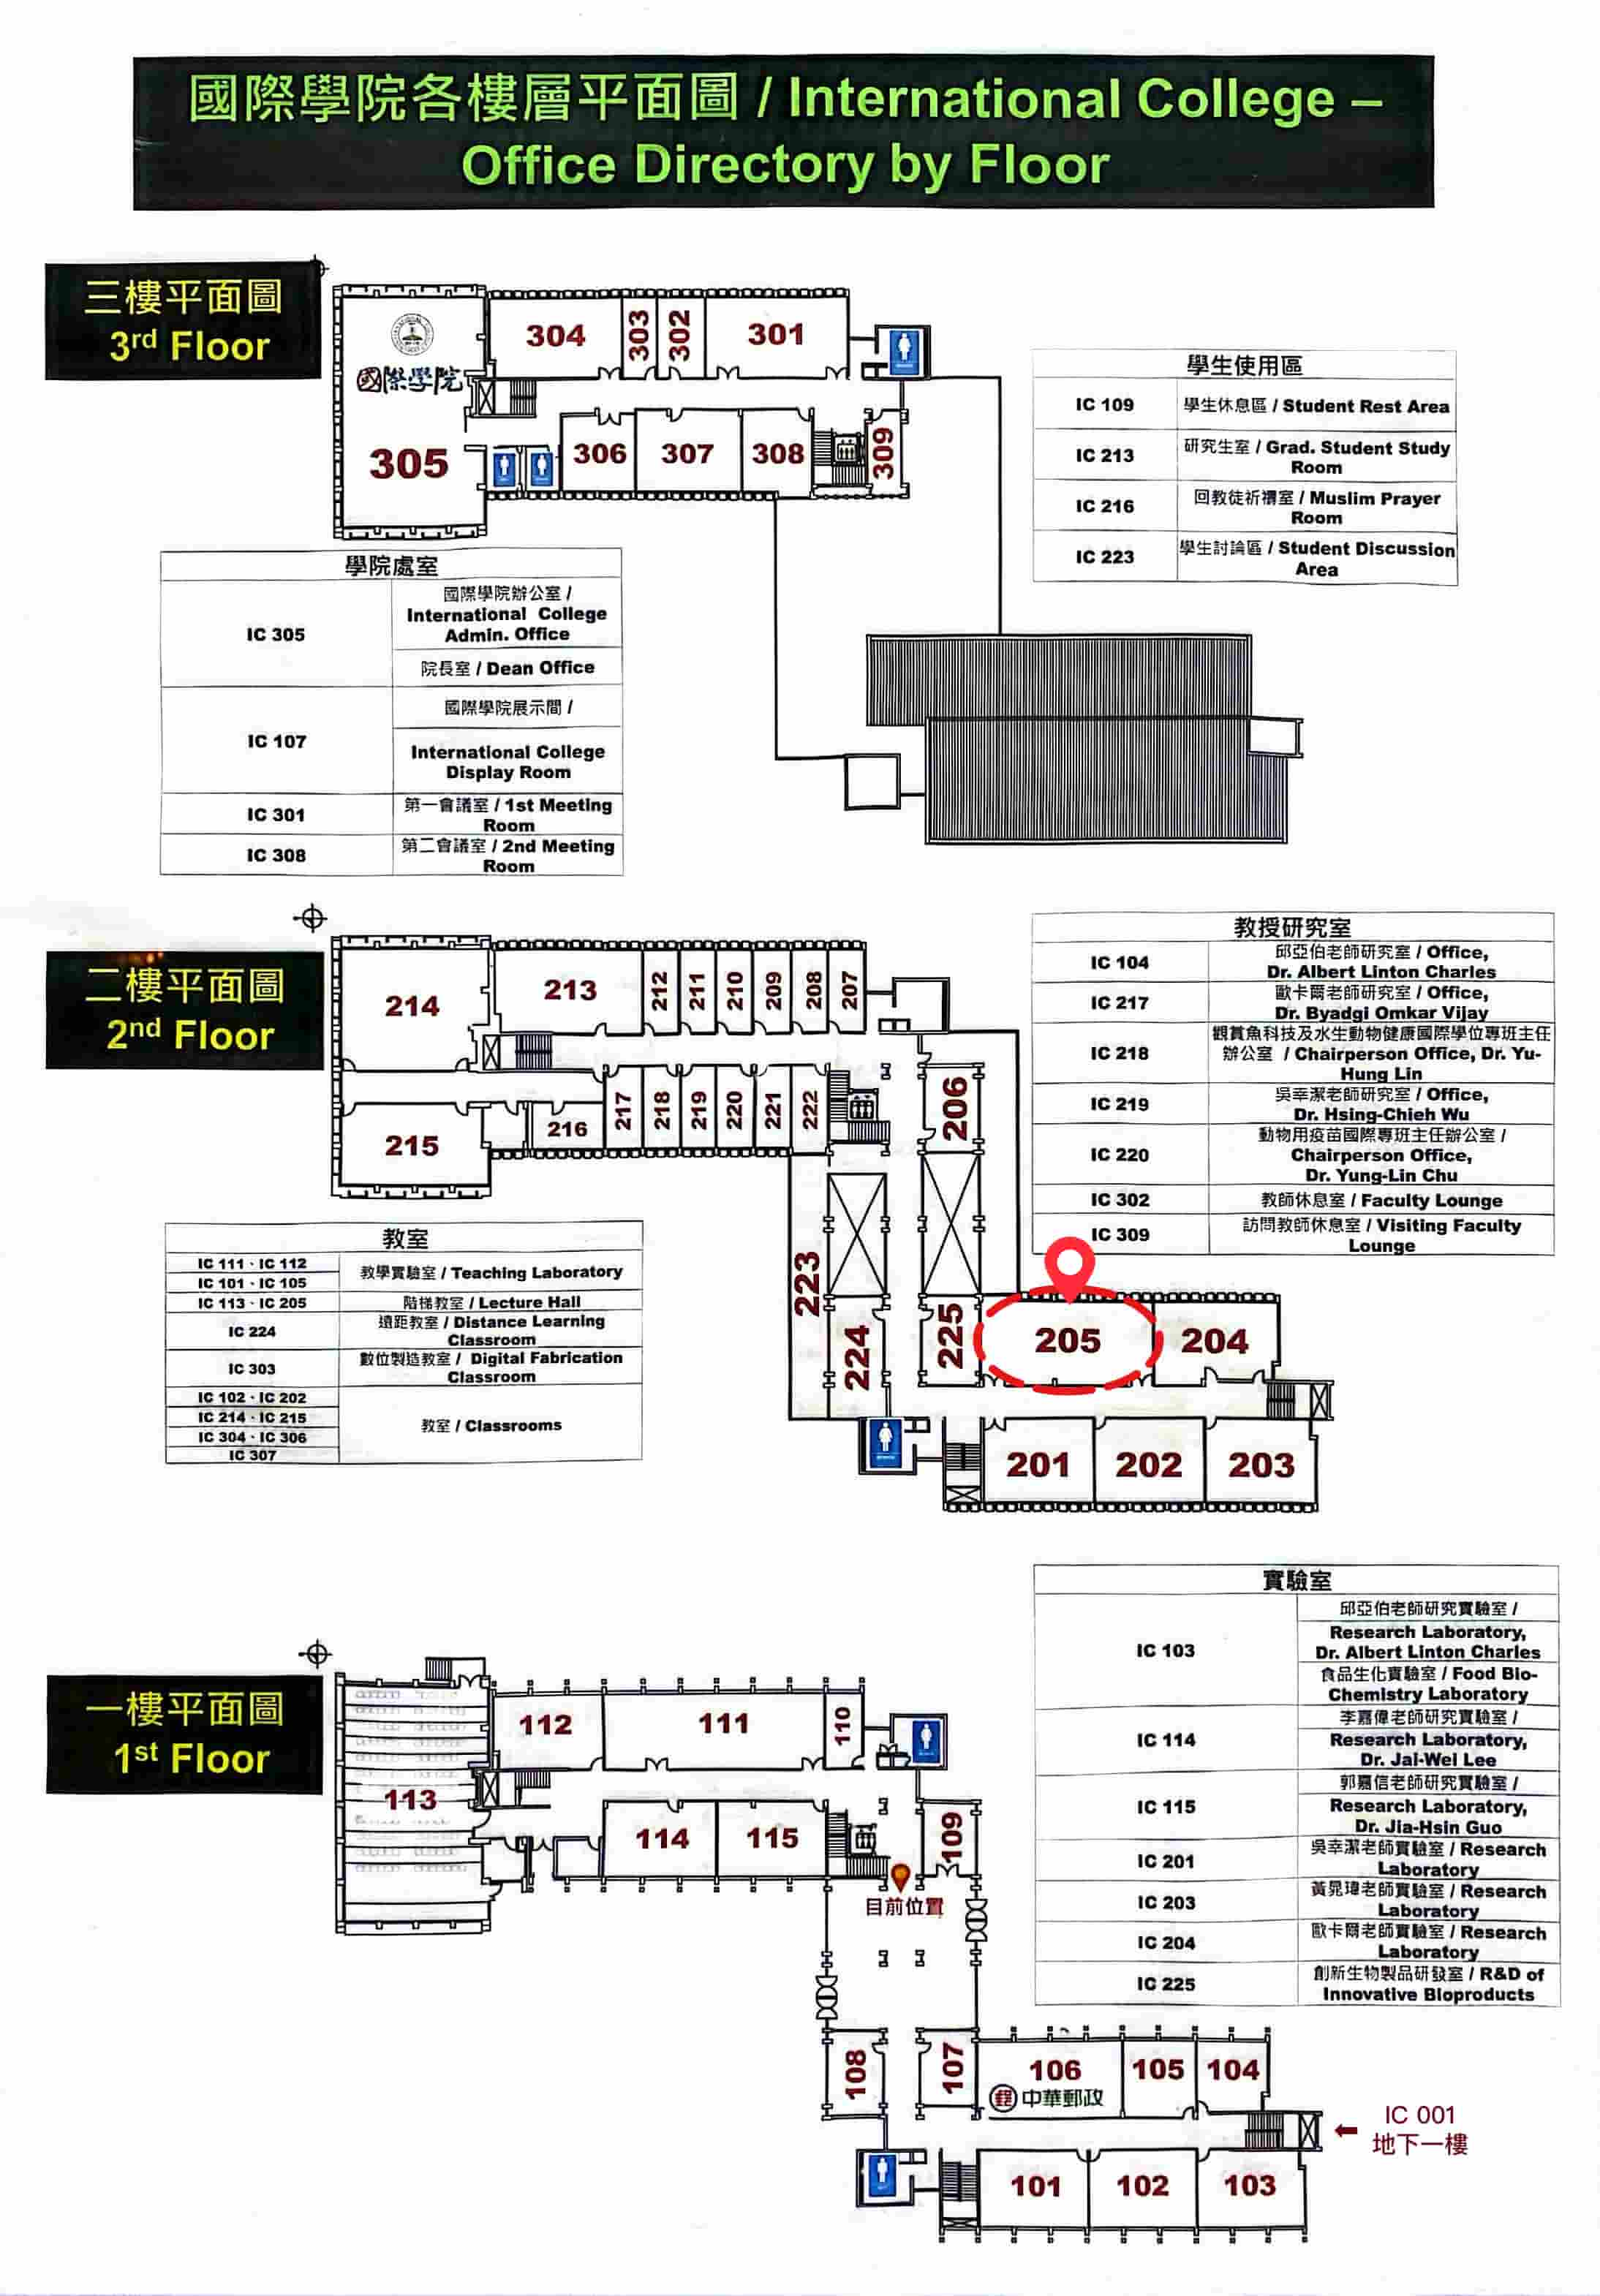 國際學院各樓層平面圖 / International College –
Office Directory by Floor
三樓平面圖
3rd Floor
304
303
302
301
國際學院
305
306
307
308
309
學生使用區
IC 109
學生休息區 / Student Rest Area
IC 213
研究生室 / Grad. Student Study
Room
IC 216
回教徒祈禱室 / Muslim Prayer
Room
IC 223
學生討論區 / Student Discussion
Area
學院處室
IC 305
國際學院辦公室 /
International College
Admin. Office
院長室 / Dean Office
IC 107
國際學院展示間 /
International College
Display Room
IC 301
第一會議室 / 1st Meeting
Room
IC 308
第二會議室 / 2nd Meeting
Room
二樓平面圖
2nd Floor
214
213
212
211
210
209
208
207
215
216
217
218
219
220
221
222
206
223
224
225
205
204
201
202
203
教授研究室
IC 104
邱亞伯老師研究室 / Office,
Dr. Albert Linton Charles
IC 217
歐卡爾老師研究室 / Office,
Dr. Byadgi Omkar Vijay
IC 218
觀賞魚科技及水生動物健康國際學位專班主任
辦公室 / Chairperson Office, Dr. Yu-
Hung Lin
IC 219
吳幸潔老師研究室 / Office,
Dr. Hsing-Chieh Wu
IC 220
動物用疫苗國際專班主任辦公室 /
Chairperson Office,
Dr. Yung-Lin Chu
IC 302
教師休息室 / Faculty Lounge
IC 309
訪問教師休息室 / Visiting Faculty
Lounge
教室
IC 111、IC 112
IC 101、IC 105
教學實驗室 / Teaching Laboratory
IC 113、IC 205
階梯教室 / Lecture Hall
IC 224
遠距教室 / Distance Learning
Classroom
IC 303
數位製造教室 / Digital Fabrication
Classroom
IC 102、IC 202
IC 214、IC 215
IC 304、IC 306
IC 307
教室 / Classrooms
一樓平面圖
1st Floor
112
111
110
113
114
115
109
目前位置
108
107
106
中華郵政
105
104
101
102
103
IC 001
地下一樓
實驗室
IC 103
邱亞伯老師研究實驗室 /
Research Laboratory,
Dr. Albert Linton Charles
食品生化實驗室 / Food Bio-
Chemistry Laboratory
IC 114
李嘉偉老師研究實驗室 /
Research Laboratory,
Dr. Jai-Wei Lee
IC 115
郭嘉信老師研究實驗室 /
Research Laboratory,
Dr. Jia-Hsin Guo
IC 201
吳幸潔老師實驗室 / Research
Laboratory
IC 203
黃晃瑋老師實驗室 / Research
Laboratory
IC 204
歐卡爾老師實驗室 / Research
Laboratory
IC 225
創新生物製品研發室 / R&D of
Innovative Bioproducts